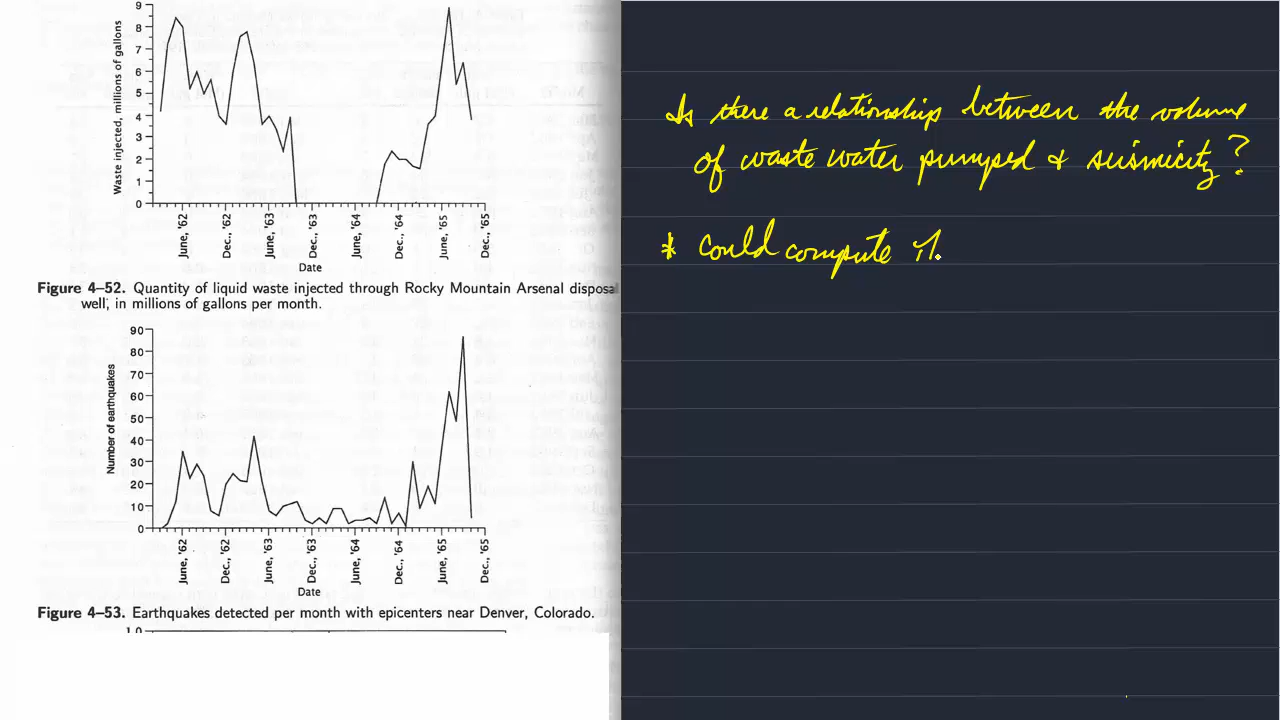 9
8
7
6
5
4
3
2
1
0
Waste injected, millions of gallons
June, '62
Dec., '62
June, '63
Dec., '63
June, '64
Dec., '64
June, '65
Dec., '65
Date
Figure 4–52. Quantity of liquid waste injected through Rocky Mountain Arsenal disposal
well, in millions of gallons per month.
90
80
70
60
50
40
30
20
10
0
Number of earthquakes
June, '62
Dec., '62
June, '63
Dec., '63
June, '64
Dec., '64
June, '65
Dec., '65
Date
Figure 4–53. Earthquakes detected per month with epicenters near Denver, Colorado.
1.0
Is there a relationship between the volume
of waste water pumped & seismicity?
* Could compute